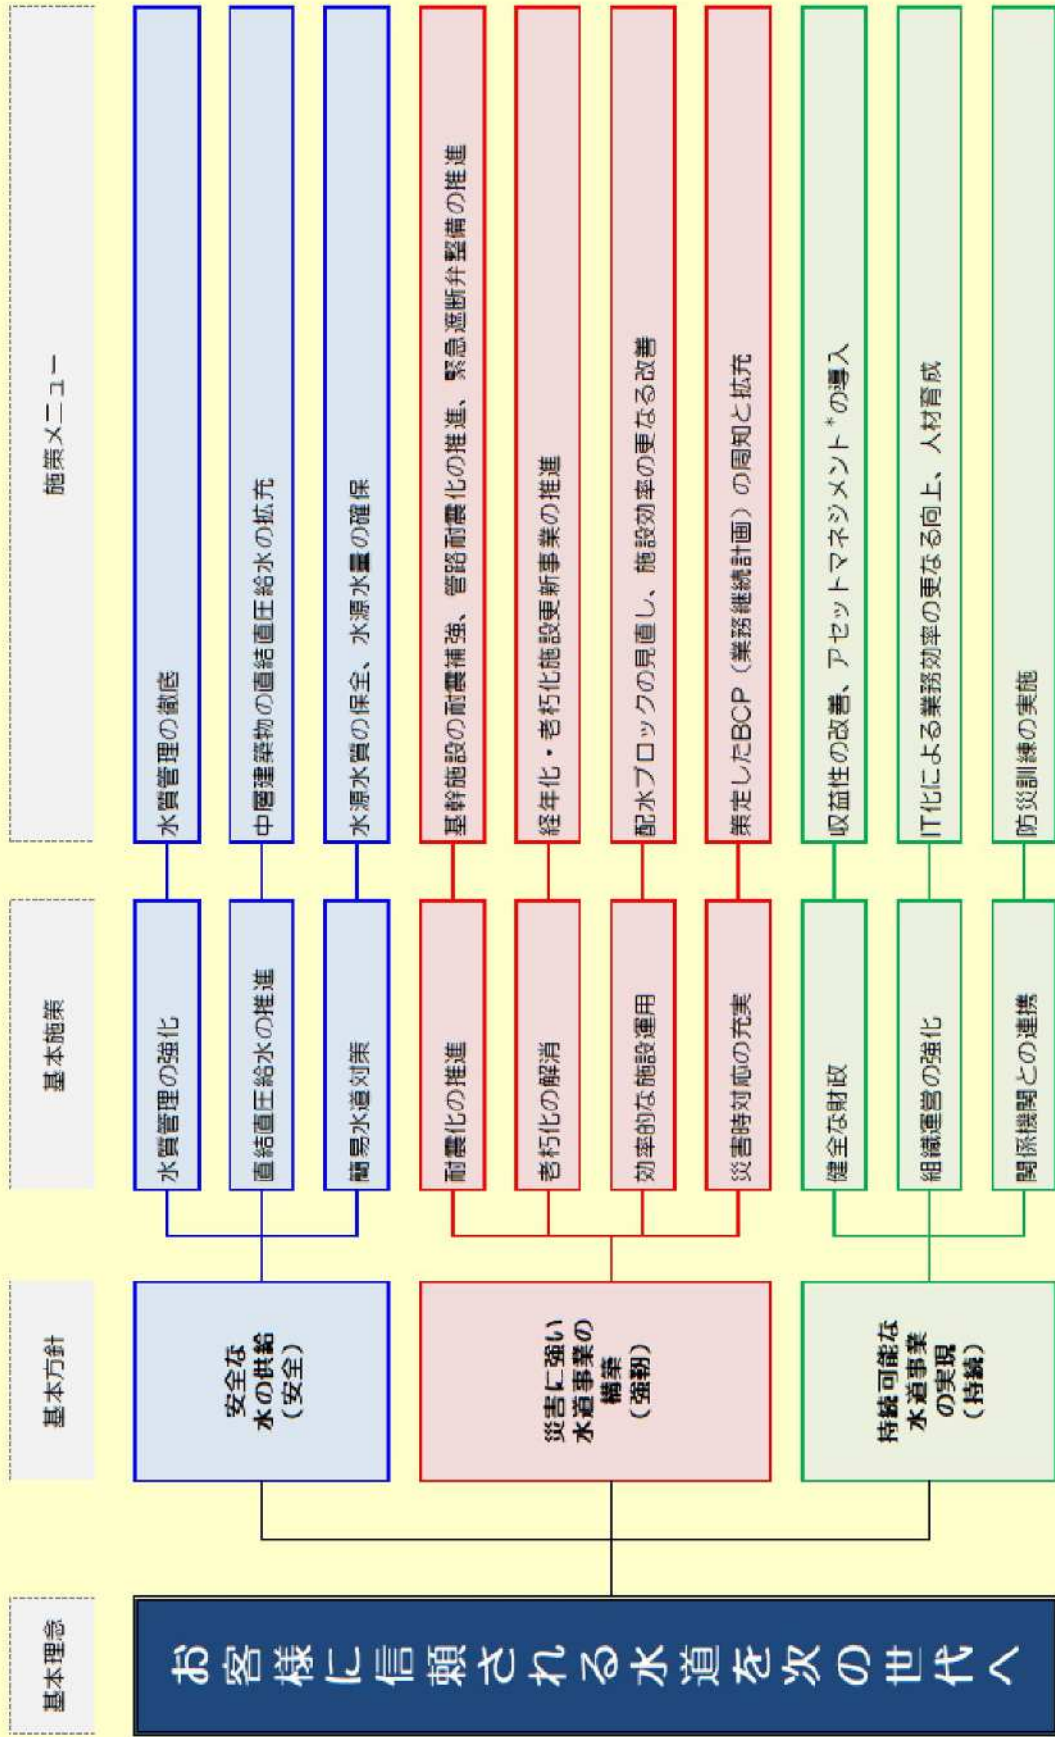 基本理念
基本方針
基本施策
施策メニュー
お客様に信頼される水道を次の世代へ
安全な
水の供給
（安全）
水質管理の強化
水質管理の徹底
直結直圧給水の推進
中層建築物の直結直圧給水の拡充
簡易水道対策
水源水質の保全、水源水量の確保
災害に強い
水道事業の
構築
（強靭）
耐震化の推進
基幹施設の耐震補強、管路耐震化の推進、緊急遮断弁整備の推進
老朽化の解消
経年化・老朽化施設更新事業の推進
効率的な施設運用
配水ブロックの見直し、施設効率の更なる改善
災害時対応の充実
策定したBCP（業務継続計画）の周知と拡充
持続可能な
水道事業
の実現
（持続）
健全な財政
収益性の改善、アセットマネジメント*の導入
組織運営の強化
IT化による業務効率の更なる向上、人材育成
関係機関との連携
防災訓練の実施